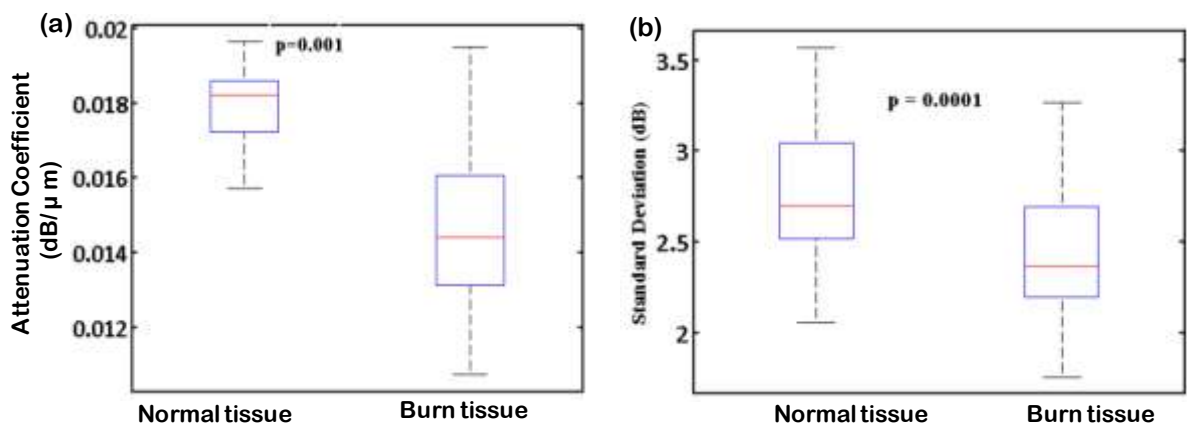 (a)
Attenuation Coefficient
(dB/µ m)
0.02
0.018
0.016
0.014
0.012
p=0.001
Normal tissue
Burn tissue
(b)
Standard Deviation (dB)
3.5
3
2.5
2
p = 0.0001
Normal tissue
Burn tissue